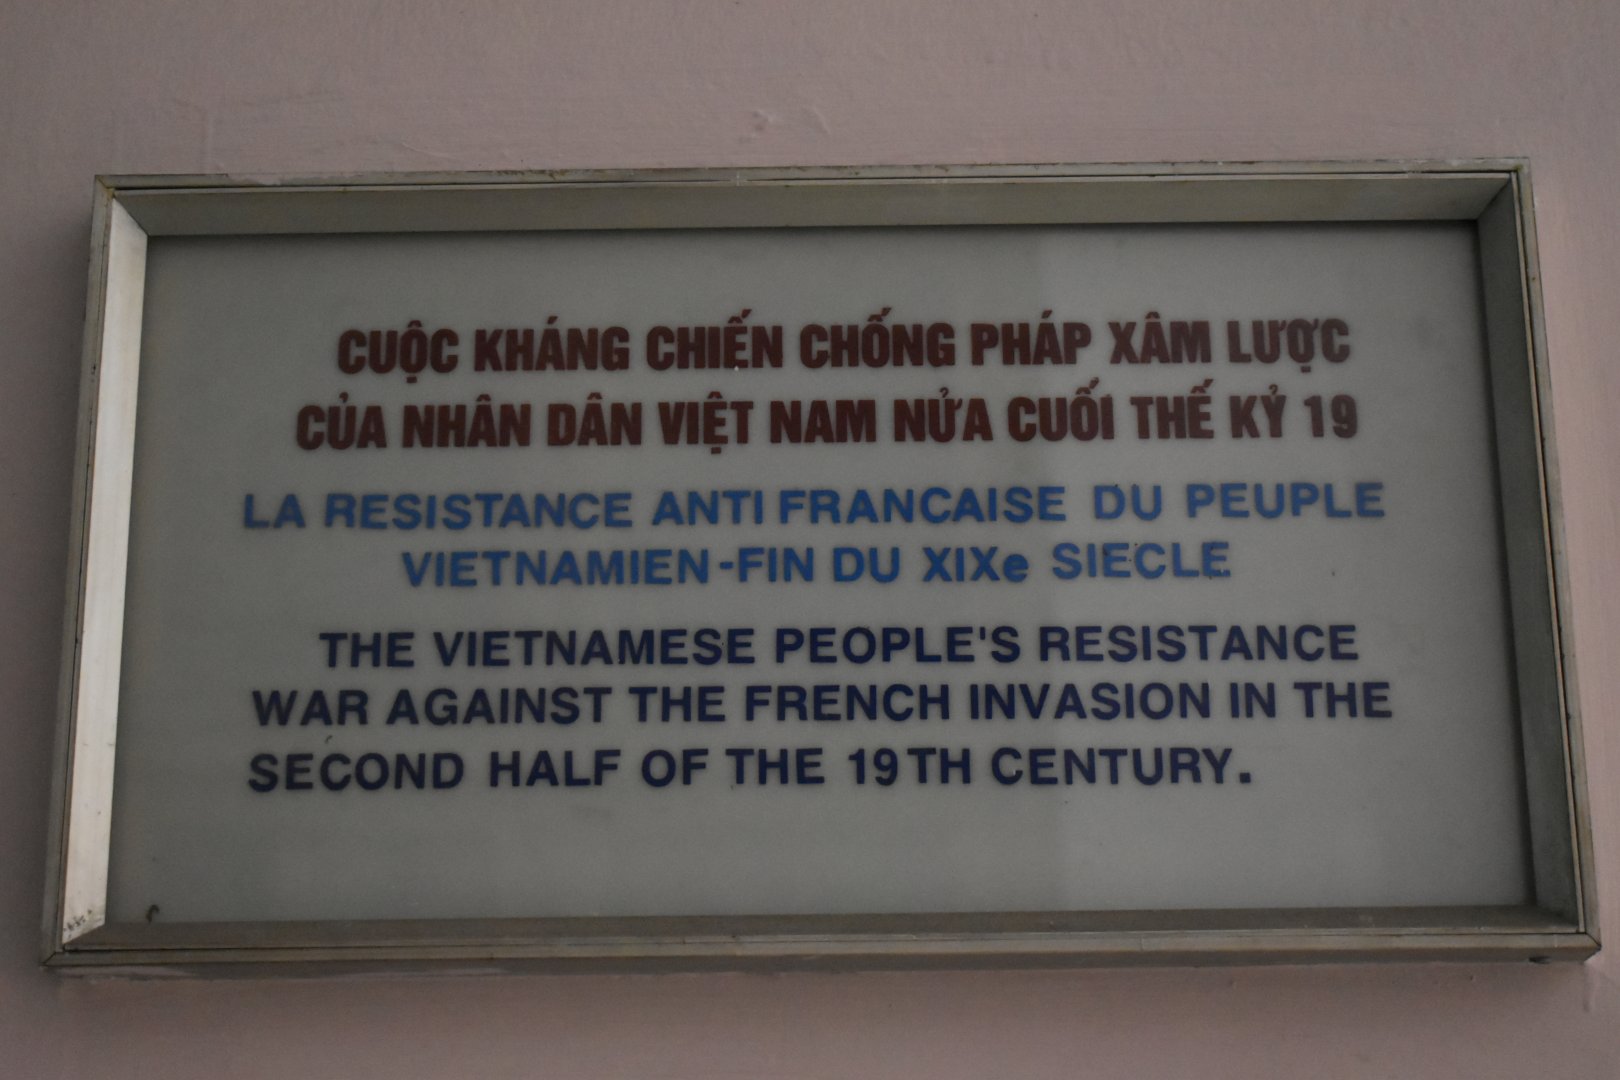 CUỘC KHÁNG CHIẾN CHỐNG PHÁP XÂM LƯỢC
CỦA NHÂN DÂN VIỆT NAM NỬA CUỐI THẾ KỶ 19
LA RESISTANCE ANTI FRANCAISE DU PEUPLE
VIETNAMIEN-FIN DU XIXe SIECLE
THE VIETNAMESE PEOPLE'S RESISTANCE
WAR AGAINST THE FRENCH INVASION IN THE
SECOND HALF OF THE 19TH CENTURY.